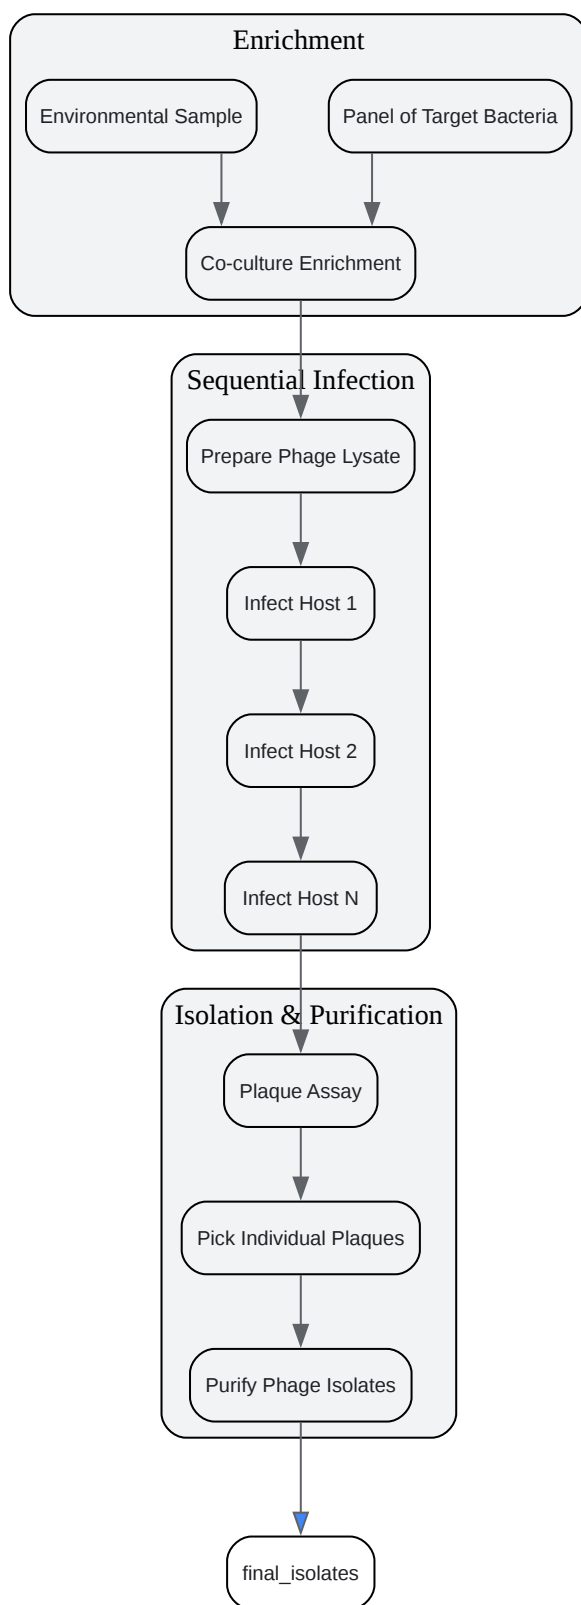 Enrichment
Environmental Sample
Panel of Target Bacteria
Co-culture Enrichment
Sequential Infection
Prepare Phage Lysate
Infect Host 1
Infect Host 2
Infect Host N
Isolation & Purification
Plaque Assay
Pick Individual Plaques
Purify Phage Isolates
final_isolates